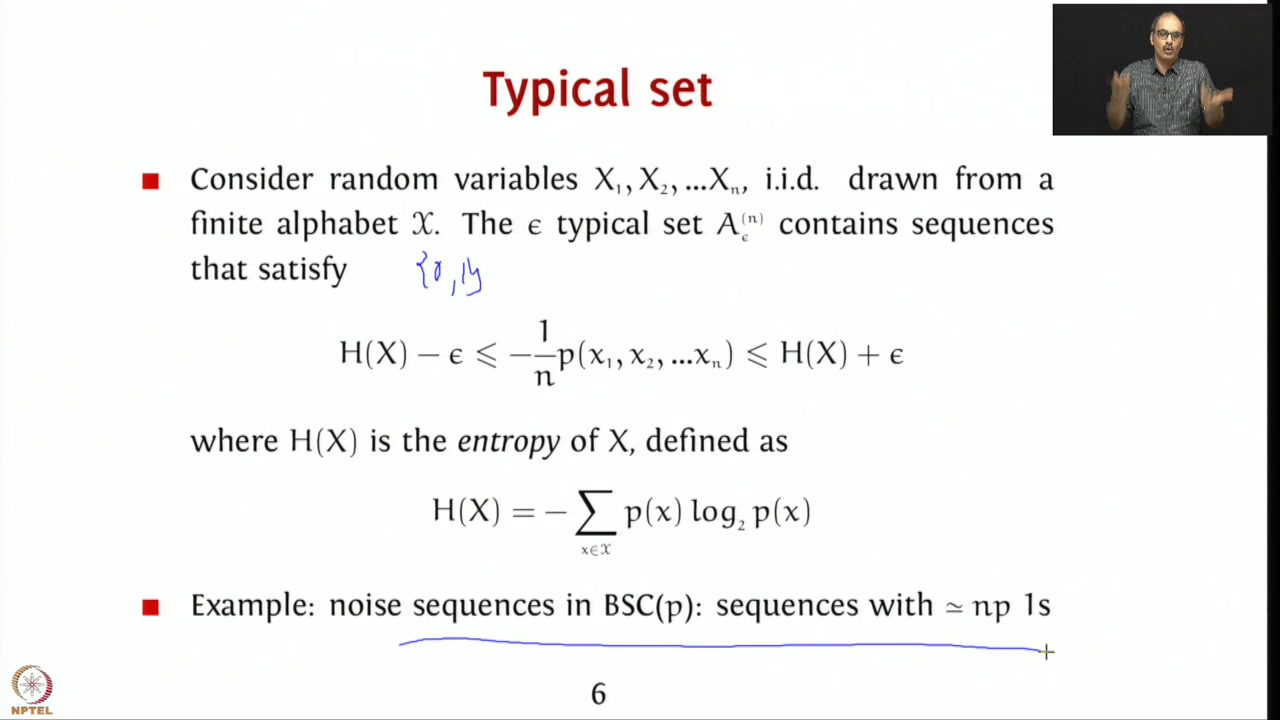 Typical set
Consider random variables X₁, X₂, ...Xₙ, i.i.d. drawn from a
finite alphabet 𝒳. The ϵ typical set A_ϵ^(n) contains sequences
that satisfy {0,1}
H(X) − ϵ ⩽ −1/n p(x₁, x₂, ...xₙ) ⩽ H(X) + ϵ
where H(X) is the entropy of X, defined as
H(X) = − ∑_{x∈𝒳} p(x) log₂ p(x)
Example: noise sequences in BSC(p): sequences with ≃ np 1s
6
NPTEL